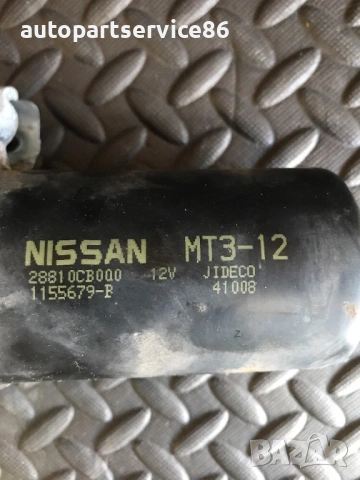 autopartservice86
NISSAN MT3-12
28810CB000 12V JIDECO
1155679-B 41008
BAZAR